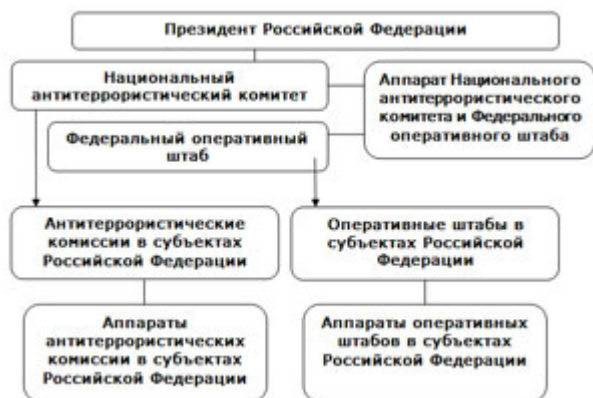 Президент Российской Федерации
Национальный
антитеррористический комитет
Аппарат Национального
антитеррористического
комитета и Федерального
оперативного штаба
Федеральный оперативный
штаб
Антитеррористические
комиссии в субъектах
Российской Федерации
Оперативные штабы в
субъектах Российской
Федерации
Аппараты
антитеррористических
комиссии в субъектах
Российской Федерации
Аппараты оперативных
штабов в субъектах
Российской Федерации